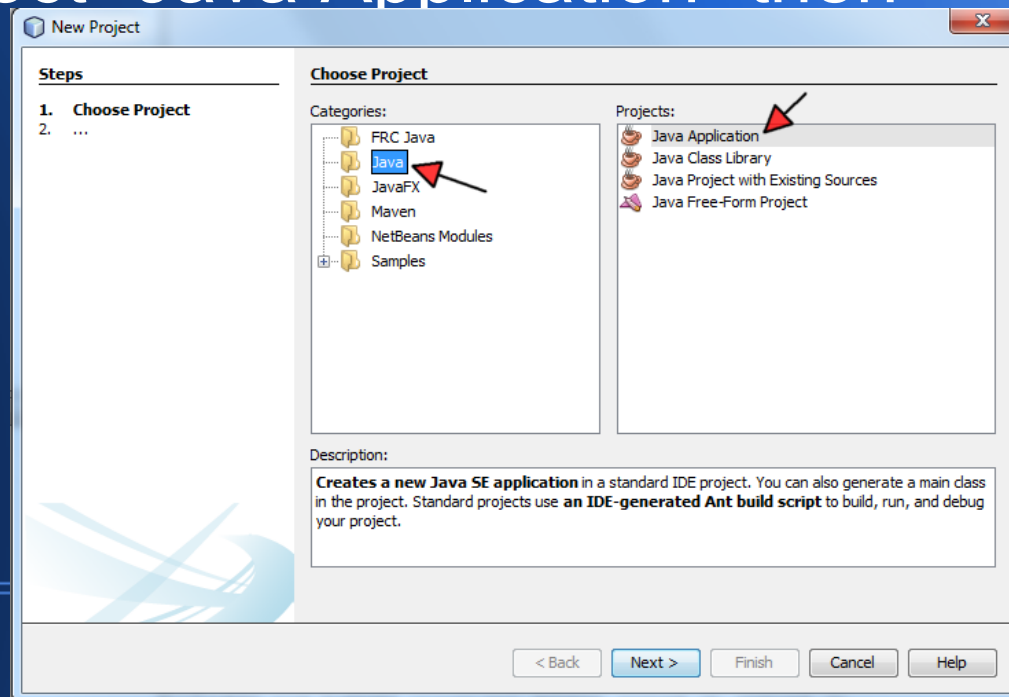 Java Application then
New Project
X
Steps
1. Choose Project
2. ...
Choose Project
Categories:
FRC Java
Java
JavaFX
Maven
NetBeans Modules
Samples
Projects:
Java Application
Java Class Library
Java Project with Existing Sources
Java Free-Form Project
Description:
Creates a new Java SE application in a standard IDE project. You can also generate a main class
in the project. Standard projects use an IDE-generated Ant build script to build, run, and debug
your project.
< Back
Next >
Finish
Cancel
Help